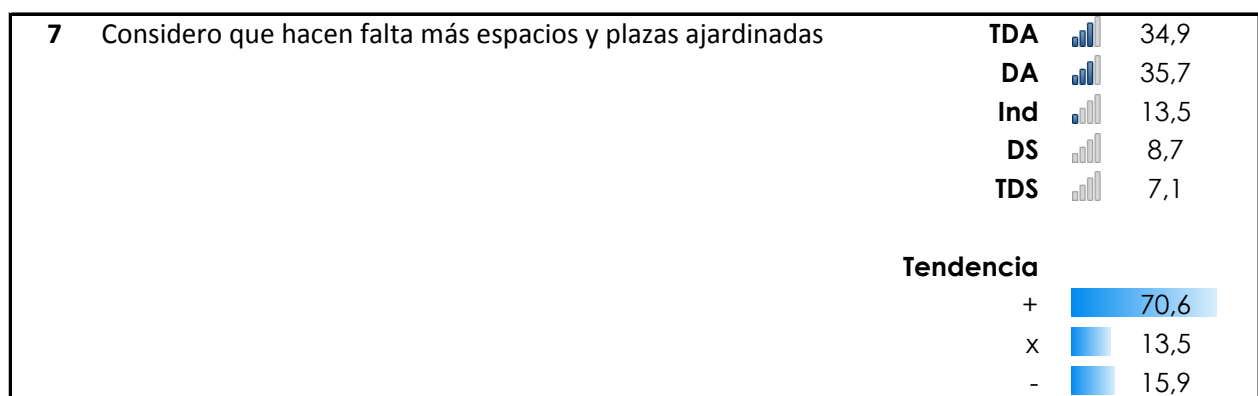 7 Considero que hacen falta más espacios y plazas ajardinadas TDA 34,9
DA 35,7
Ind 13,5
DS 8,7
TDS 7,1
Tendencia
+ 70,6
x 13,5
- 15,9